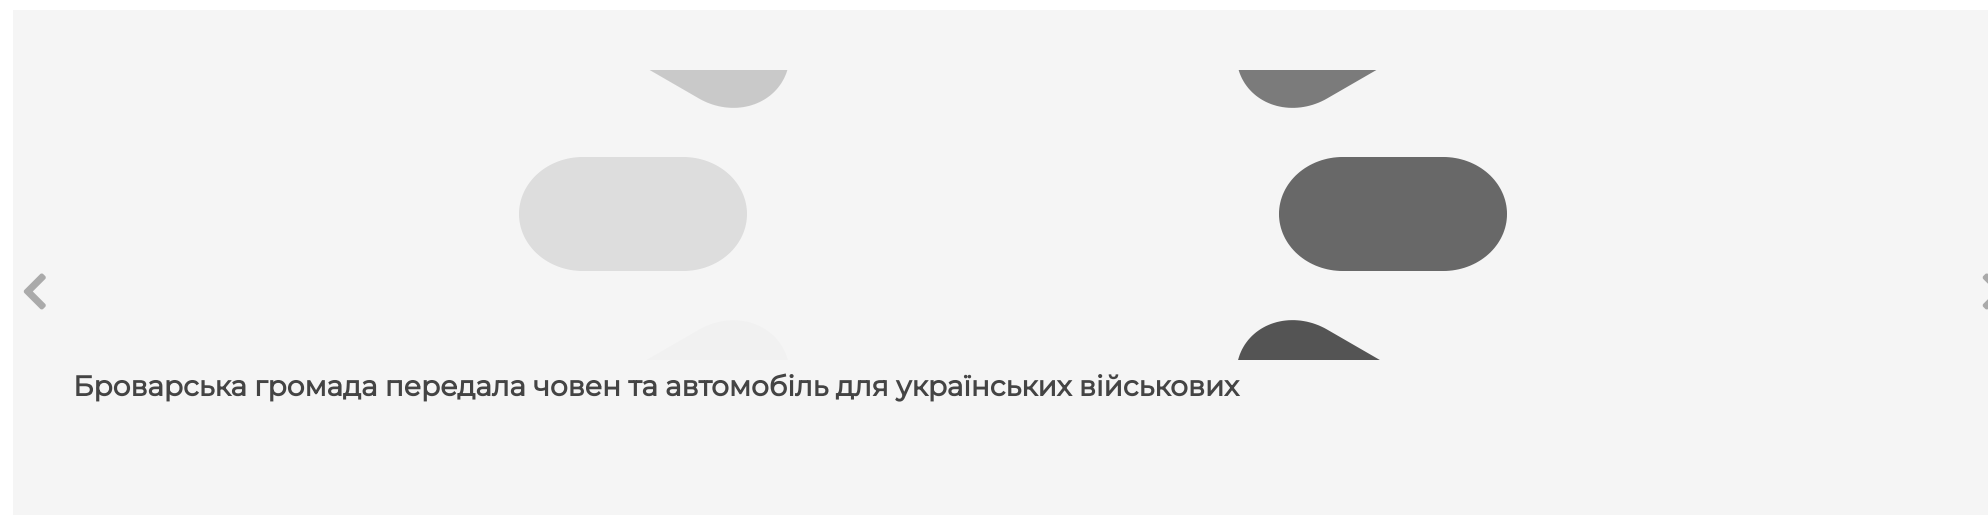 Броварська громада передала човен та автомобіль для українських військових